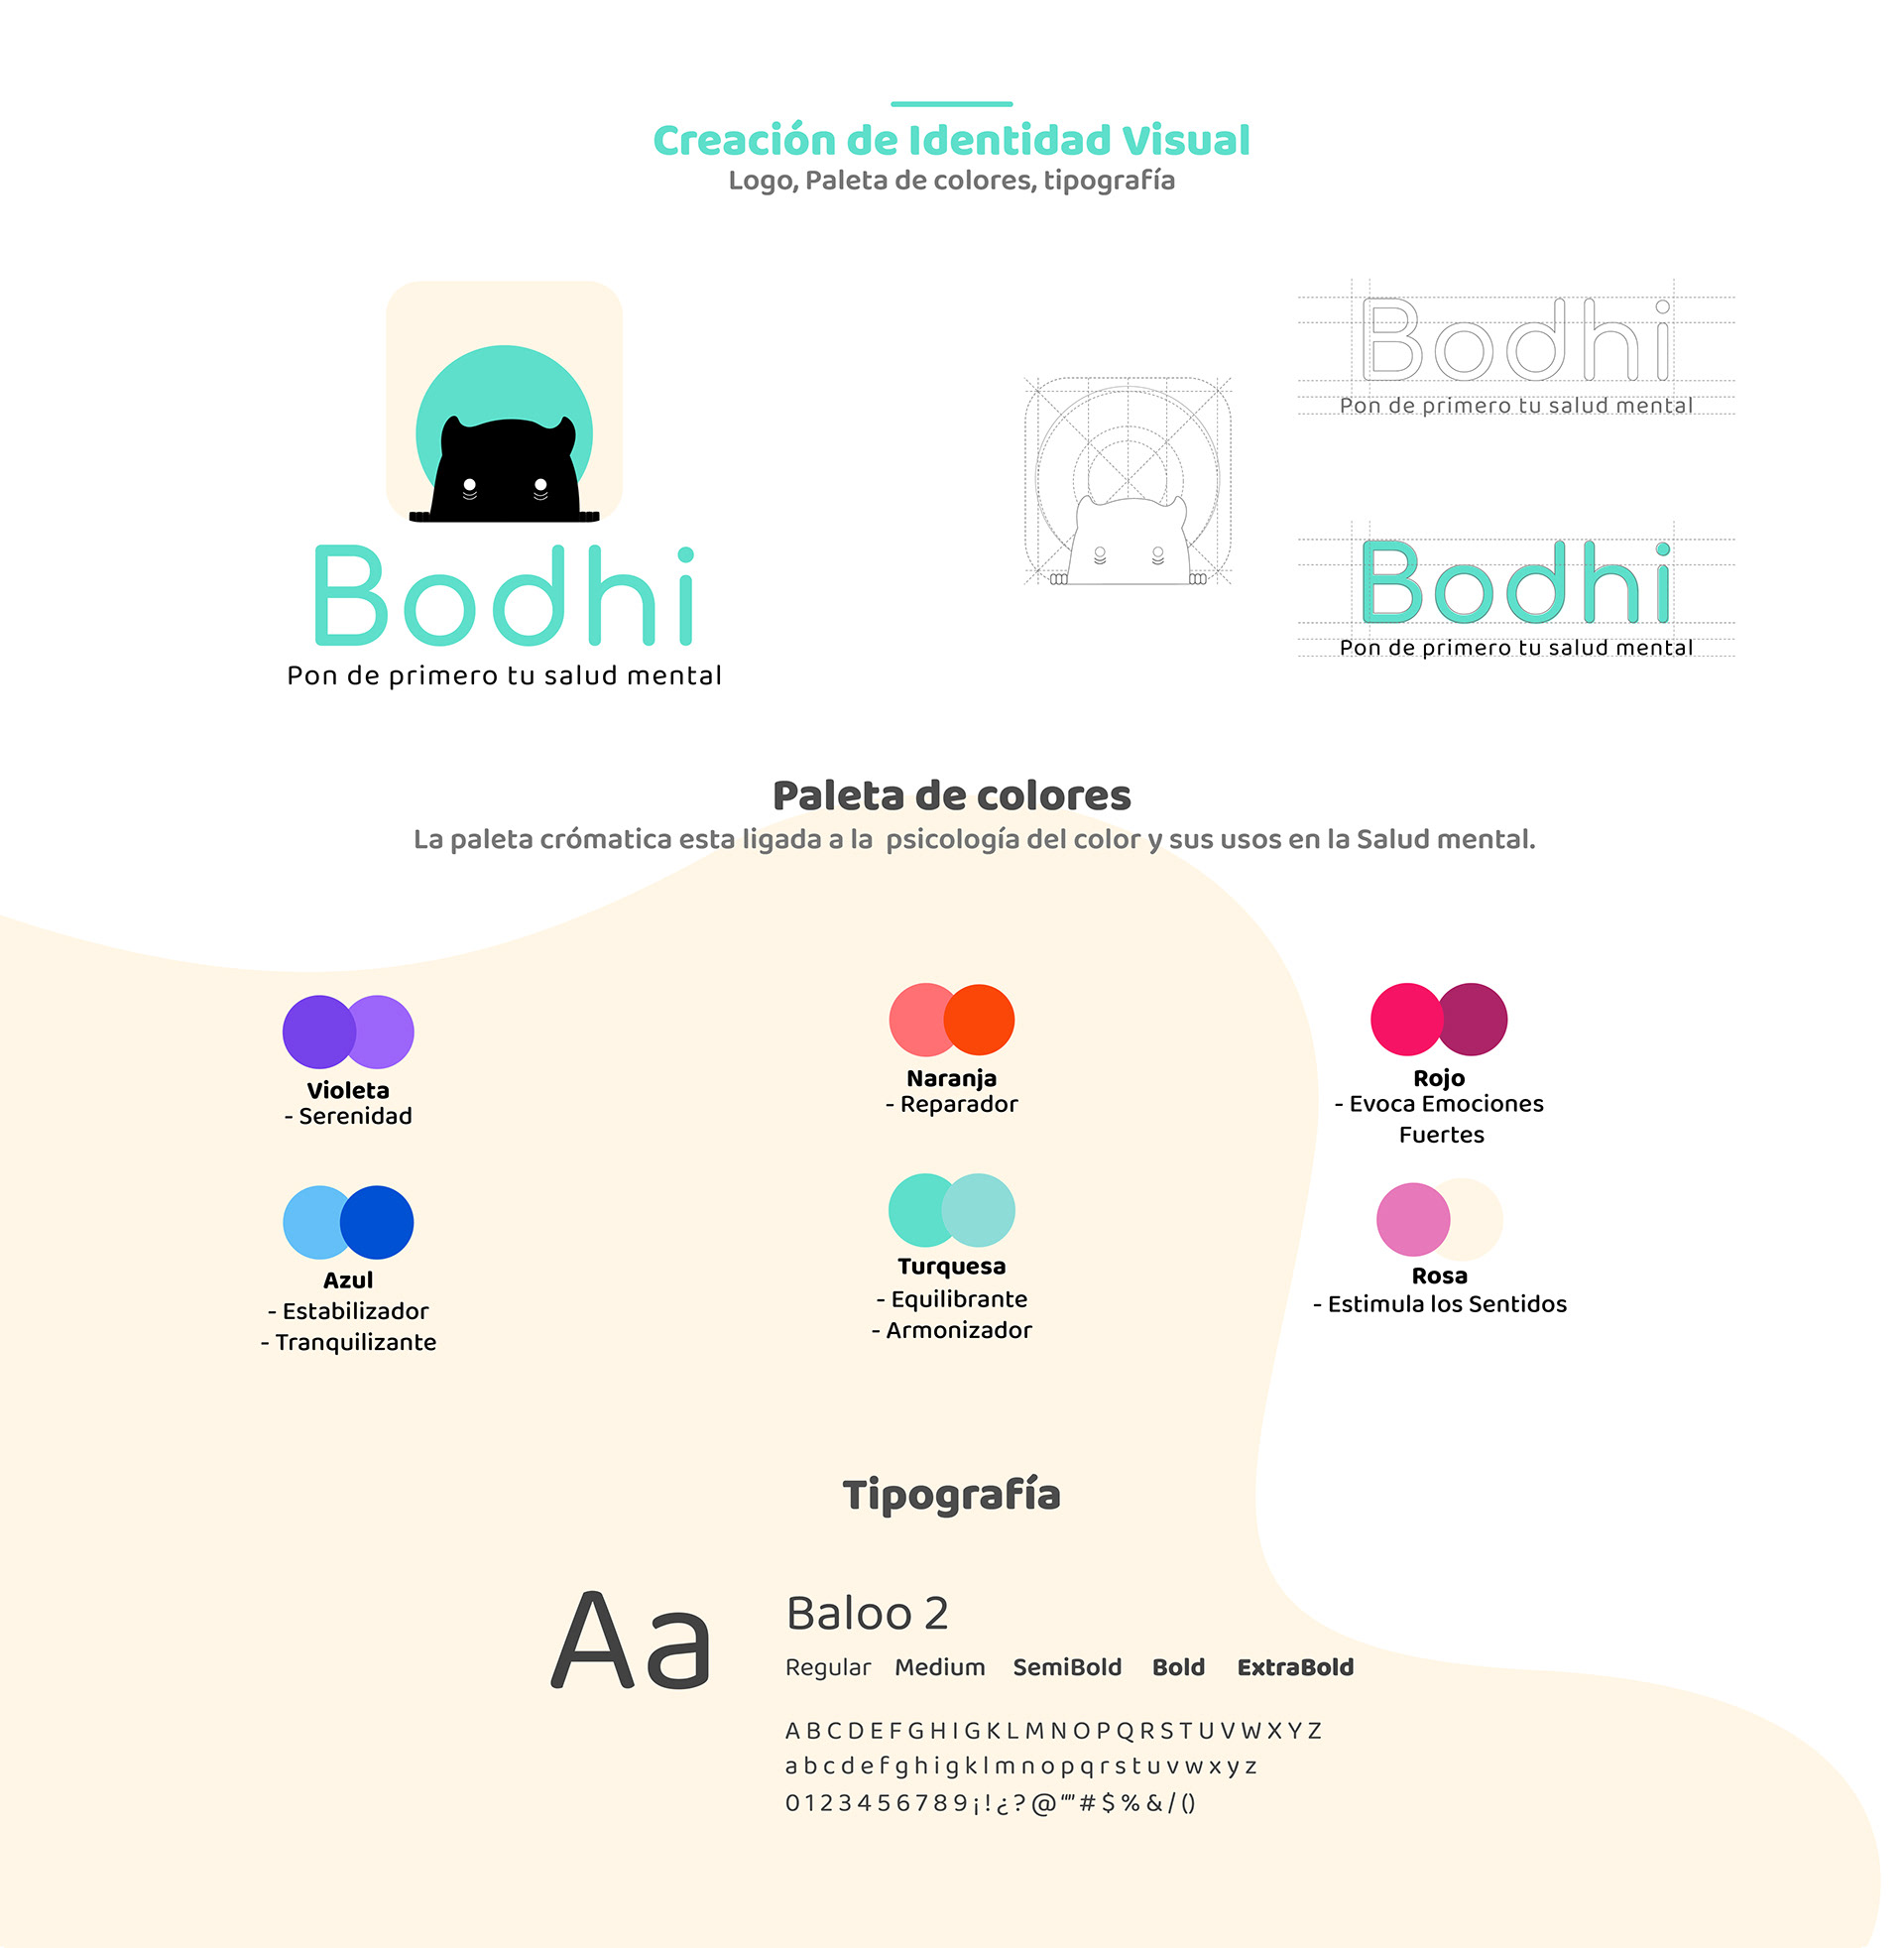 Creación de Identidad Visual
Logo, Paleta de colores, tipografía
Bodhi
Pon de primero tu salud mental
Bodhi
Pon de primero tu salud mental
Bodhi
Pon de primero tu salud mental
Paleta de colores
La paleta crómatica esta ligada a la psicología del color y sus usos en la Salud mental.
Violeta
- Serenidad
Naranja
- Reparador
Rojo
- Evoca Emociones
Fuertes
Azul
- Estabilizador
- Tranquilizante
Turquesa
- Equilibrante
- Armonizador
Rosa
- Estimula los Sentidos
Tipografía
Aa
Baloo 2
Regular Medium SemiBold Bold ExtraBold
A B C D E F G H I G K L M N O P Q R S T U V W X Y Z
a b c d e f g h i g k l m n o p q r s t u v w x y z
0 1 2 3 4 5 6 7 8 9 ¡ ! ¿ ? @ "" # $ % & / ()